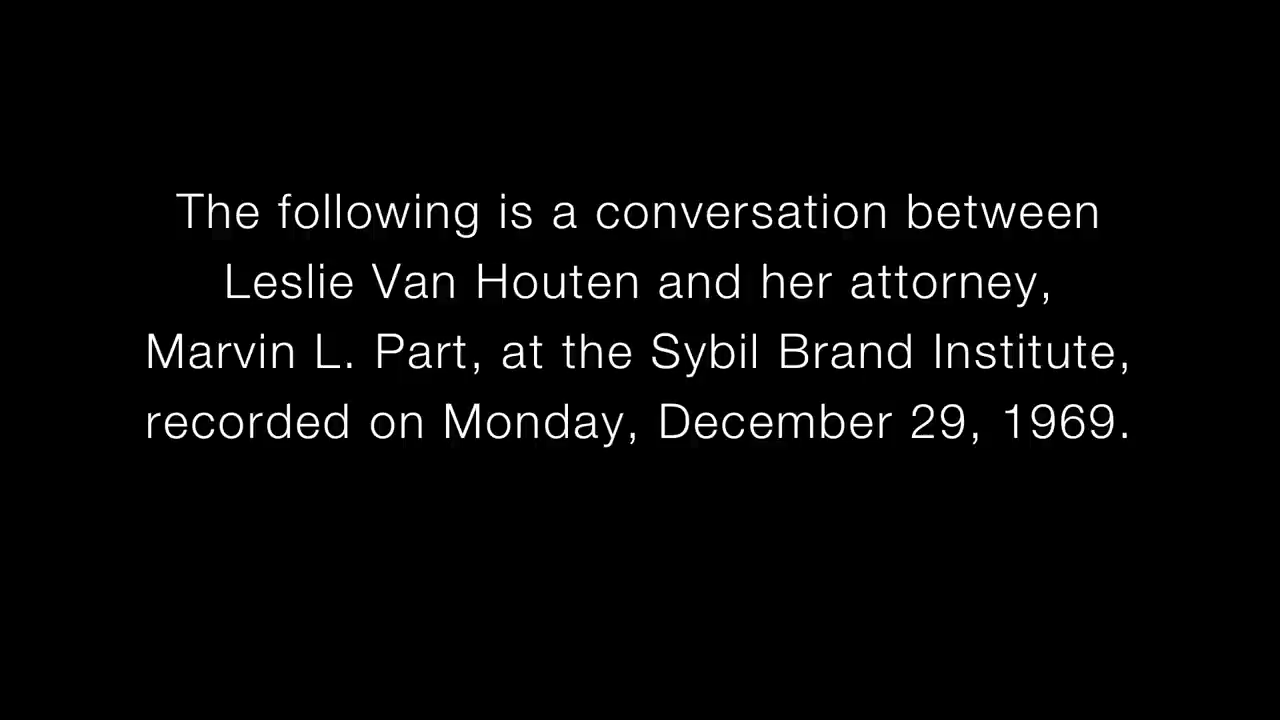 The following is a conversation between
Leslie Van Houten and her attorney,
Marvin L. Part, at the Sybil Brand Institute,
recorded on Monday, December 29, 1969.